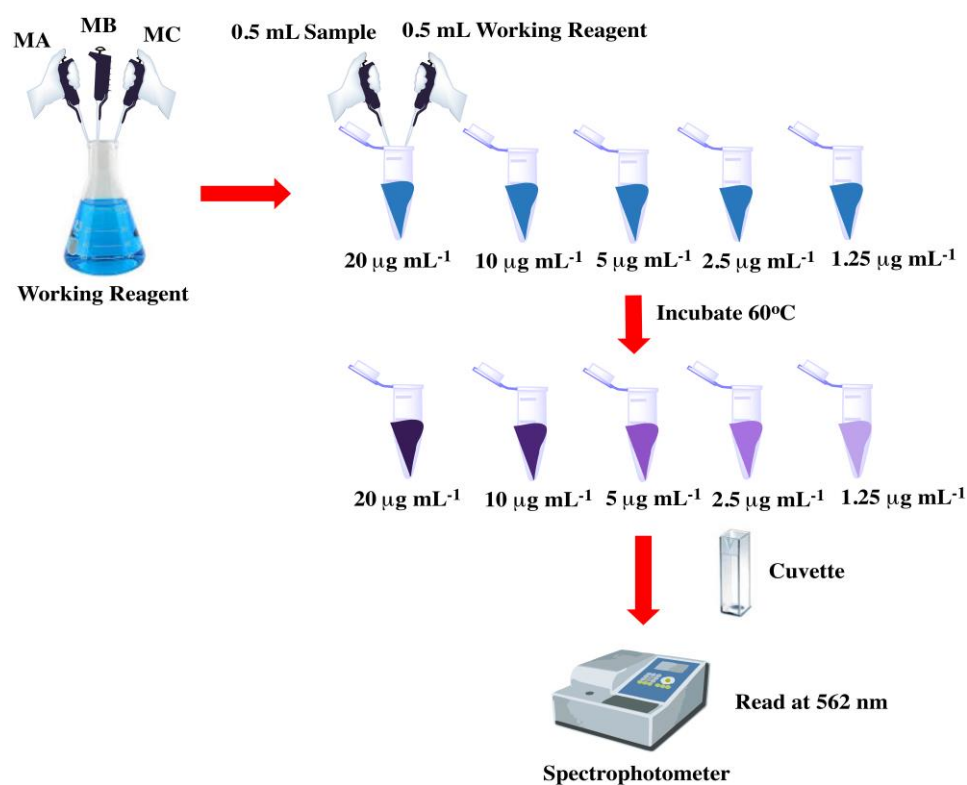 MA MB MC
0.5 mL Sample 0.5 mL Working Reagent
20 µg mL⁻¹ 10 µg mL⁻¹ 5 µg mL⁻¹ 2.5 µg mL⁻¹ 1.25 µg mL⁻¹
Working Reagent
Incubate 60ºC
20 µg mL⁻¹ 10 µg mL⁻¹ 5 µg mL⁻¹ 2.5 µg mL⁻¹ 1.25 µg mL⁻¹
Cuvette
Read at 562 nm
Spectrophotometer